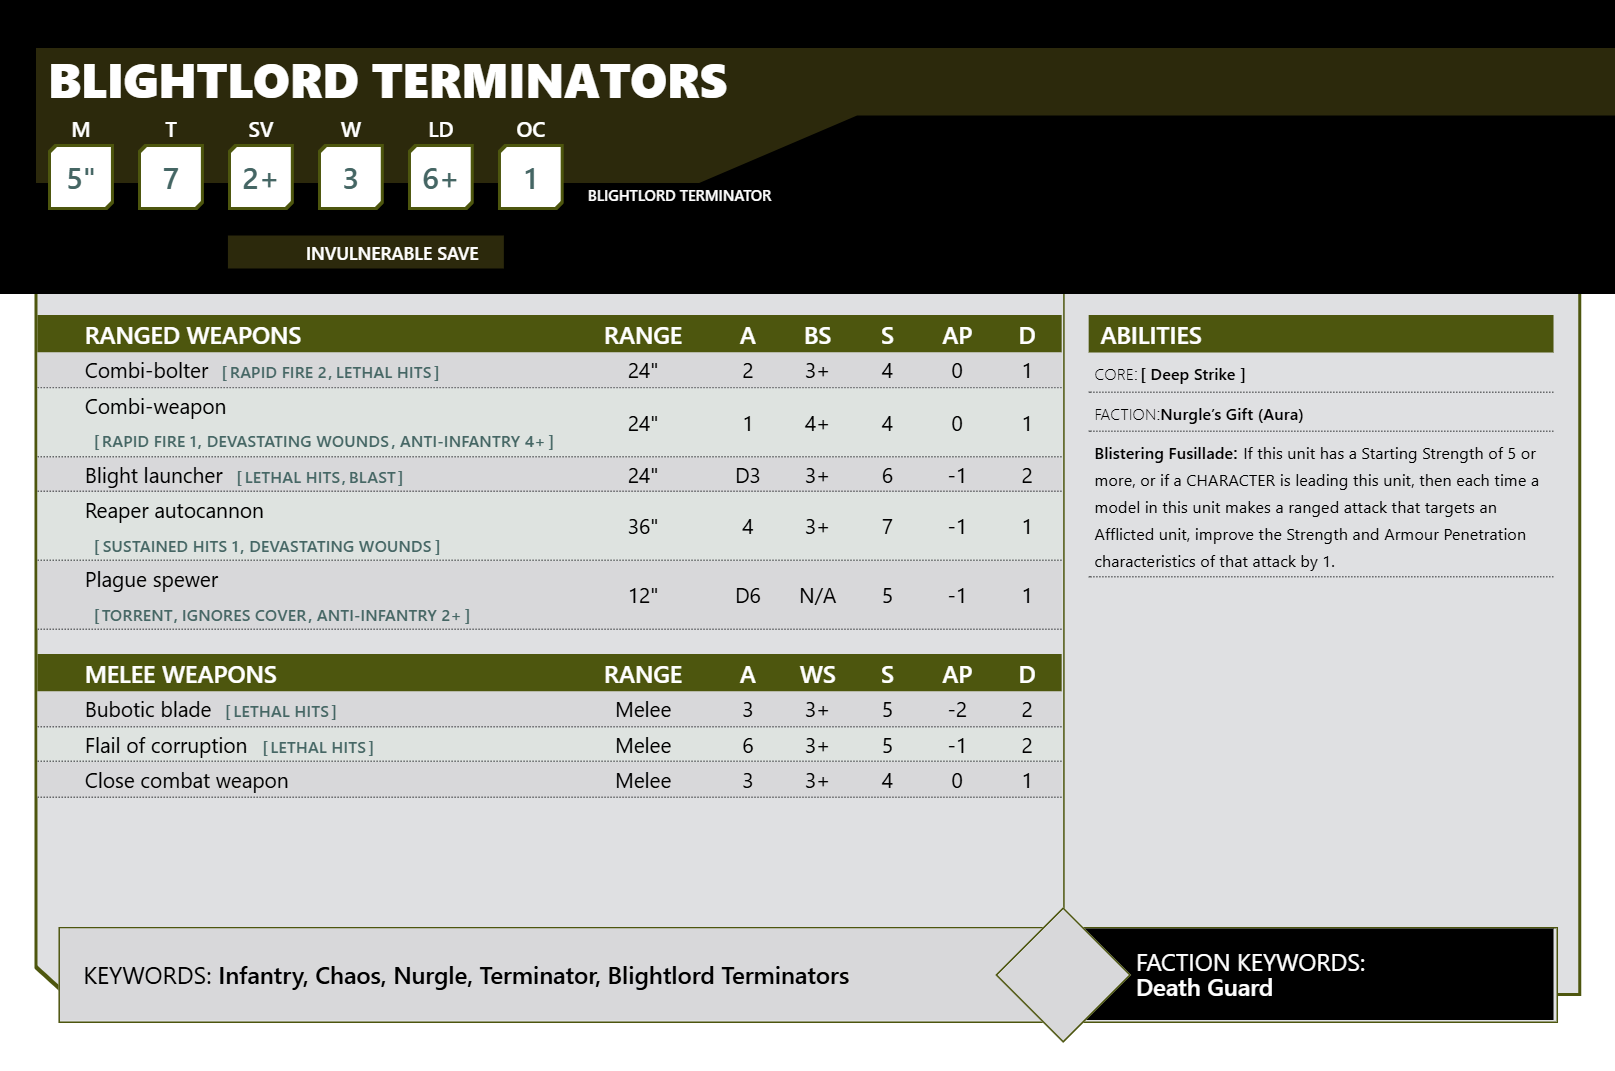 BLIGHTLORD TERMINATORS
M T SV W LD OC
5" 7 2+ 3 6+ 1
BLIGHTLORD TERMINATOR
INVULNERABLE SAVE
RANGED WEAPONS RANGE A BS S AP D
Combi-bolter [RAPID FIRE 2, LETHAL HITS] 24" 2 3+ 4 0 1
Combi-weapon
[RAPID FIRE 1, DEVASTATING WOUNDS, ANTI-INFANTRY 4+] 24" 1 4+ 4 0 1
Blight launcher [LETHAL HITS, BLAST] 24" D3 3+ 6 -1 2
Reaper autocannon
[SUSTAINED HITS 1, DEVASTATING WOUNDS] 36" 4 3+ 7 -1 1
Plague spewer
[TORRENT, IGNORES COVER, ANTI-INFANTRY 2+] 12" D6 N/A 5 -1 1
MELEE WEAPONS RANGE A WS S AP D
Bubotic blade [LETHAL HITS] Melee 3 3+ 5 -2 2
Flail of corruption [LETHAL HITS] Melee 6 3+ 5 -1 2
Close combat weapon Melee 3 3+ 4 0 1
ABILITIES
CORE: [ Deep Strike ]
FACTION:Nurgle's Gift (Aura)
Blistering Fusillade: If this unit has a Starting Strength of 5 or
more, or if a CHARACTER is leading this unit, then each time a
model in this unit makes a ranged attack that targets an
Afflicted unit, improve the Strength and Armour Penetration
characteristics of that attack by 1.
KEYWORDS: Infantry, Chaos, Nurgle, Terminator, Blightlord Terminators
FACTION KEYWORDS:
Death Guard